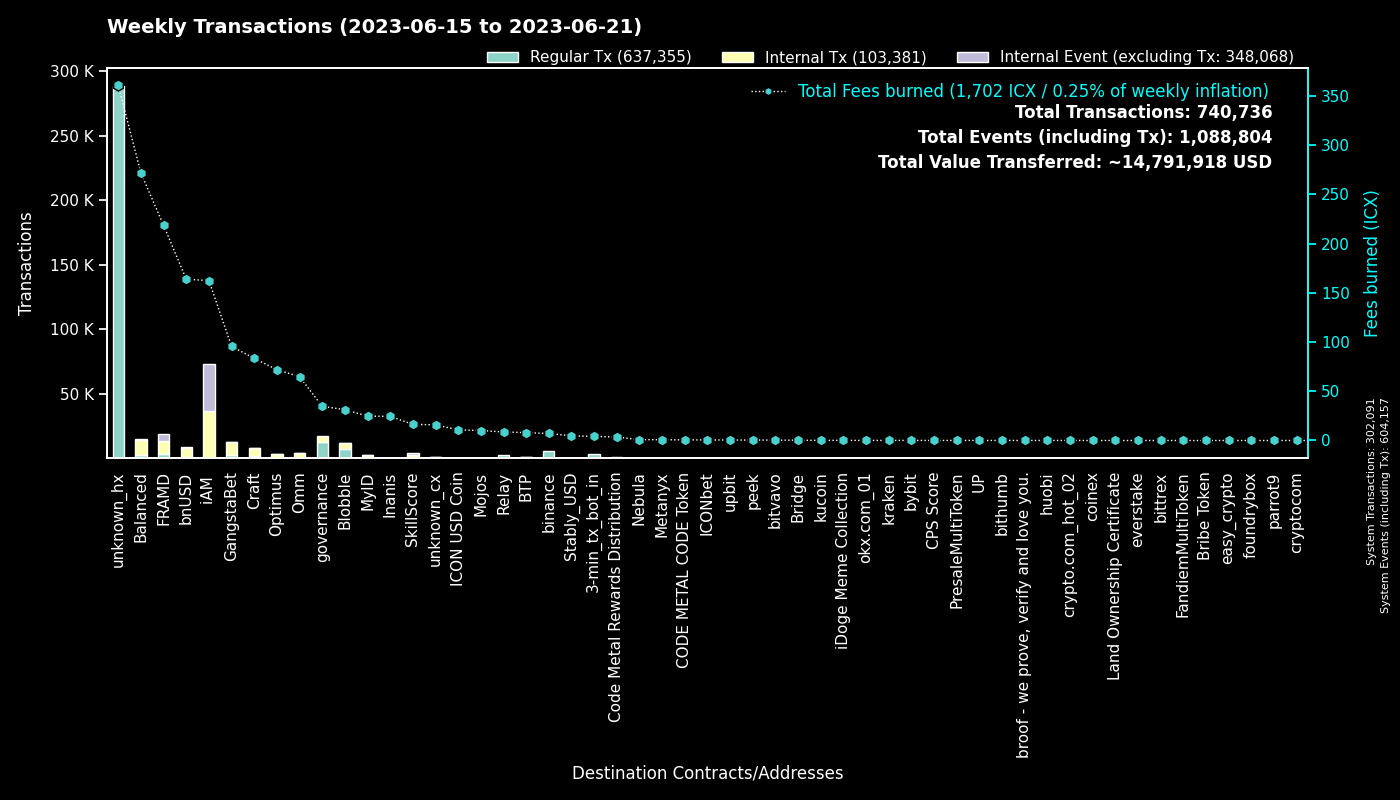 Weekly Transactions (2023-06-15 to 2023-06-21)
Regular Tx (637,355)
Internal Tx (103,381)
Internal Event (excluding Tx: 348,068)
Total Fees burned (1,702 ICX / 0.25% of weekly inflation)
Total Transactions: 740,736
Total Events (including Tx): 1,088,804
Total Value Transferred: ~14,791,918 USD
Transactions
300 K
250 K
200 K
150 K
100 K
50 K
350
300
250
200
150
100
50
0
Fees burned (ICX)
System Transactions: 302,091
System Events (including Tx): 604,157
unknown_hx
Balanced
FRAMD
bnUSD
iAM
GangstaBet
Craft
Optimus
Omm
governance
Blobble
MyID
Inanis
SkillScore
unknown_cx
ICON USD Coin
Mojos
Relay
BTP
binance
Stably_USD
3-min_tx_bot_in
Code Metal Rewards Distribution
Nebula
Metanyx
CODE METAL CODE Token
ICONbet
upbit
peek
bitvavo
Bridge
kucoin
iDoge Meme Collection
okx.com_01
kraken
bybit
CPS Score
PresaleMultiToken
UP
bithumb
broof - we prove, verify and love you.
huobi
crypto.com_hot_02
coinex
Land Ownership Certificate
everstake
bittrex
FandiemMultiToken
Bribe Token
easy_crypto
foundrybox
parrot9
cryptocom
Destination Contracts/Addresses